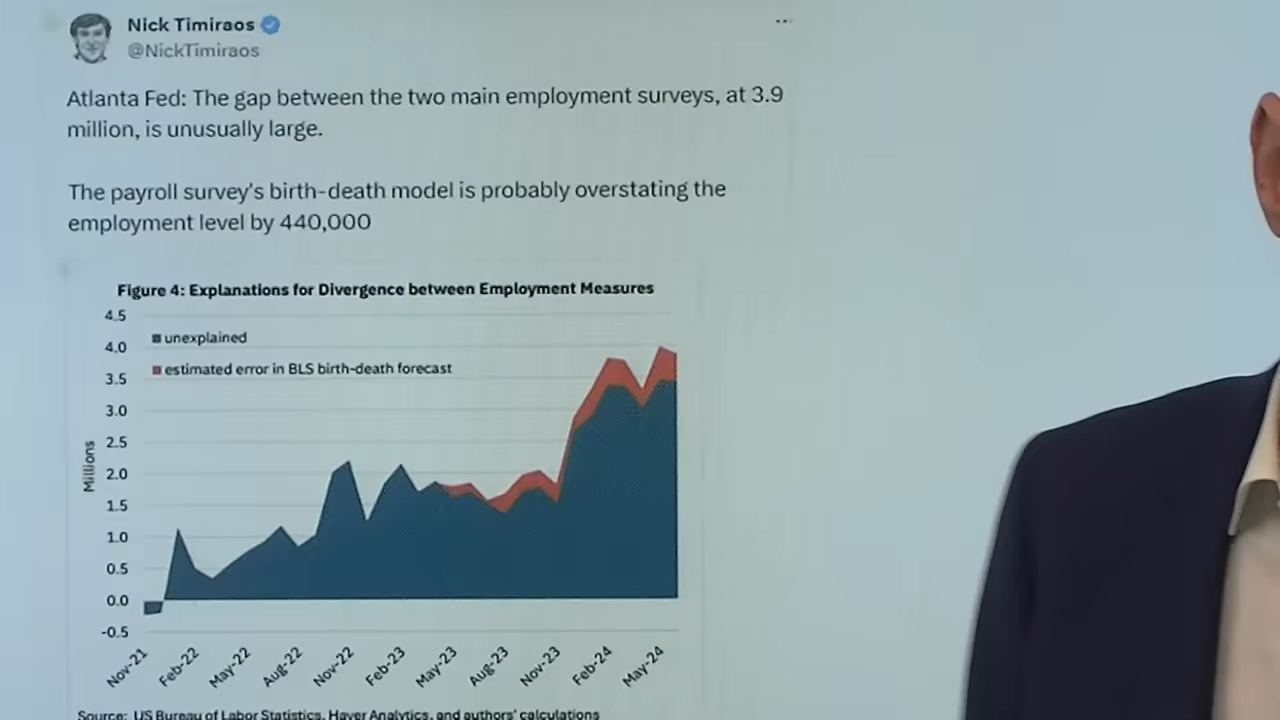 Nick Timiraos
@NickTimiraos
Atlanta Fed: The gap between the two main employment surveys, at 3.9
million, is unusually large.
The payroll survey's birth-death model is probably overstating the
employment level by 440,000
Figure 4: Explanations for Divergence between Employment Measures
4.5
unexplained
4.0
estimated error in BLS birth-death forecast
3.5
3.0
2.5
Millions
2.0
1.5
1.0
0.5
0.0
-0.5
Nov-21 Feb-22 May-22 Aug-22 Nov-22 Feb-23 May-23 Aug-23 Nov-23 Feb-24 May-24
Source: US Bureau of Labor Statistics, Haver Analytics, and authors' calculations